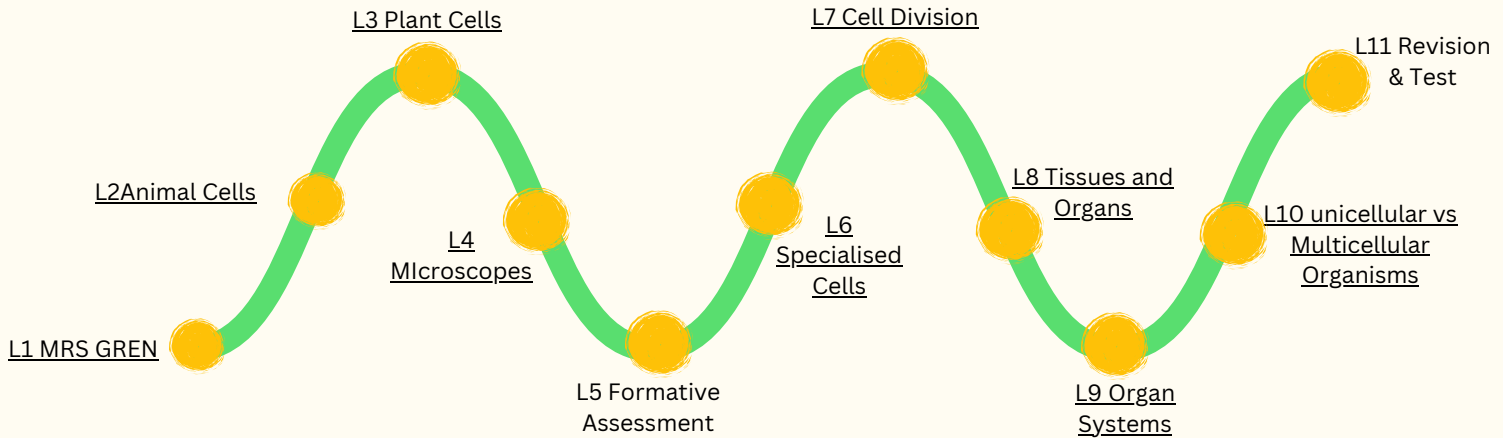 L1 MRS GREN
L2Animal Cells
L3 Plant Cells
L4
MIcroscopes
L5 Formative
Assessment
L6
Specialised
Cells
L7 Cell Division
L8 Tissues and
Organs
L9 Organ
Systems
L10 unicellular vs
Multicellular
Organisms
L11 Revision
& Test